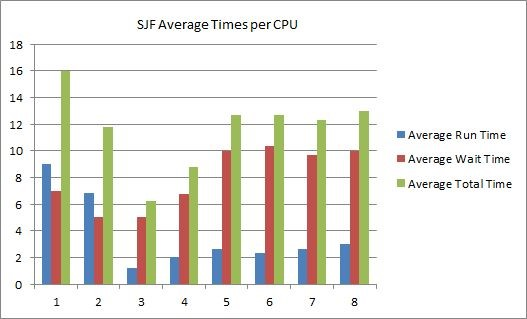 SJF Average Times per CPU
18
16
14
12
10
8
6
4
2
0
1 2 3 4 5 6 7 8
Average Run Time
Average Wait Time
Average Total Time